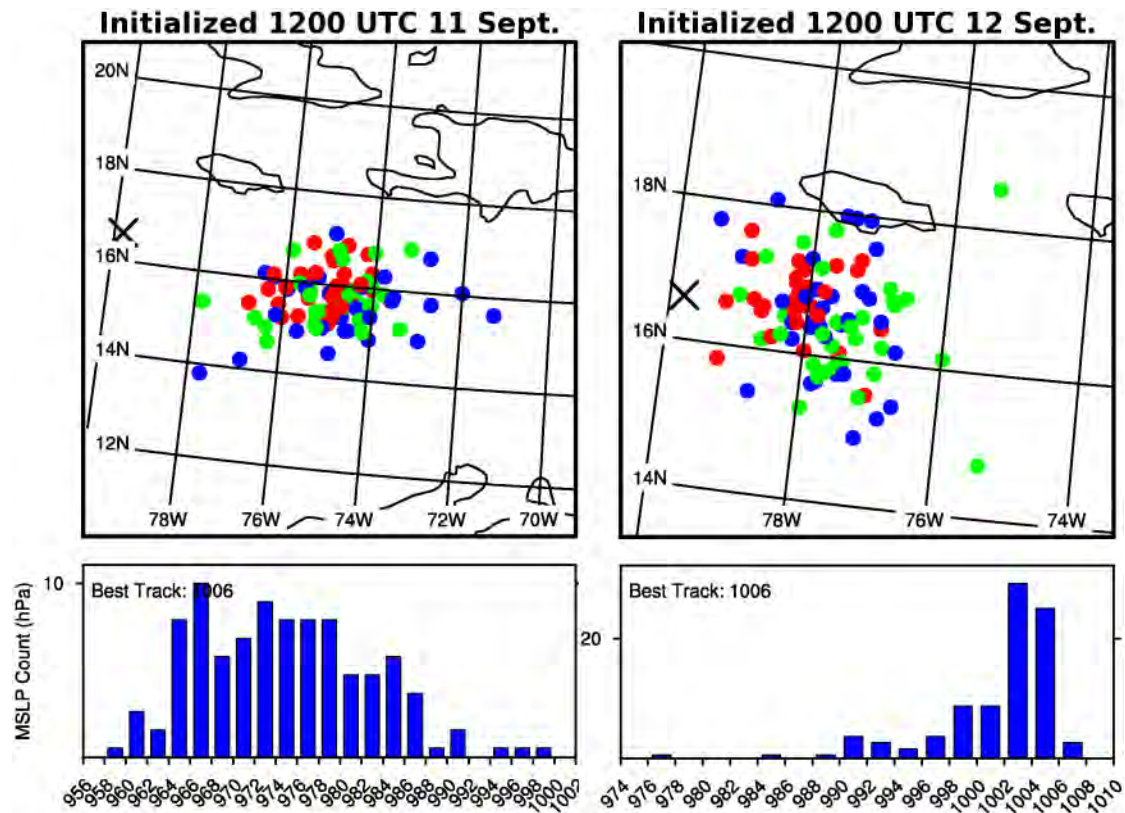 Initialized 1200 UTC 11 Sept.
Initialized 1200 UTC 12 Sept.
20N
18N
16N
14N
12N
78W
76W
74W
72W
70W
18N
16N
14N
78W
76W
74W
MSLP Count (hPa)
10
Best Track: 1006
956
958
960
962
964
966
968
970
972
974
976
978
980
982
984
986
988
990
992
994
996
998
1000
1002
20
Best Track: 1006
974
976
978
980
982
984
986
988
990
992
994
996
998
1000
1002
1004
1006
1008
1010